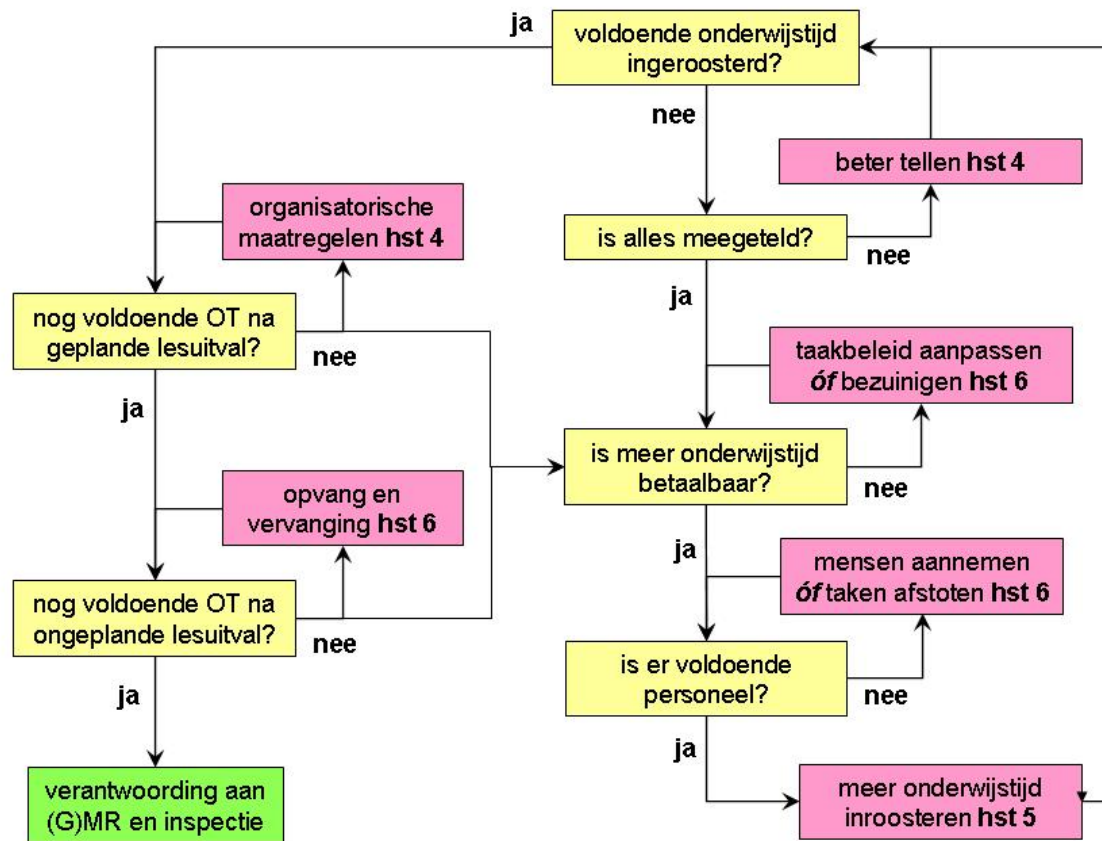 ja
voldoende onderwijstijd
ingeroosterd?
nee
beter tellen hst 4
organisatorische
maatregelen hst 4
is alles meegeteld?
nee
ja
nog voldoende OT na
geplande lesuitval?
nee
taakbeleid aanpassen
óf bezuinigen hst 6
ja
is meer onderwijstijd
betaalbaar?
nee
opvang en
vervanging hst 6
ja
mensen aannemen
óf taken afstoten hst 6
nog voldoende OT na
ongeplande lesuitval?
nee
is er voldoende
personeel?
nee
ja
ja
verantwoording aan
(G)MR en inspectie
meer onderwijstijd
inroosteren hst 5